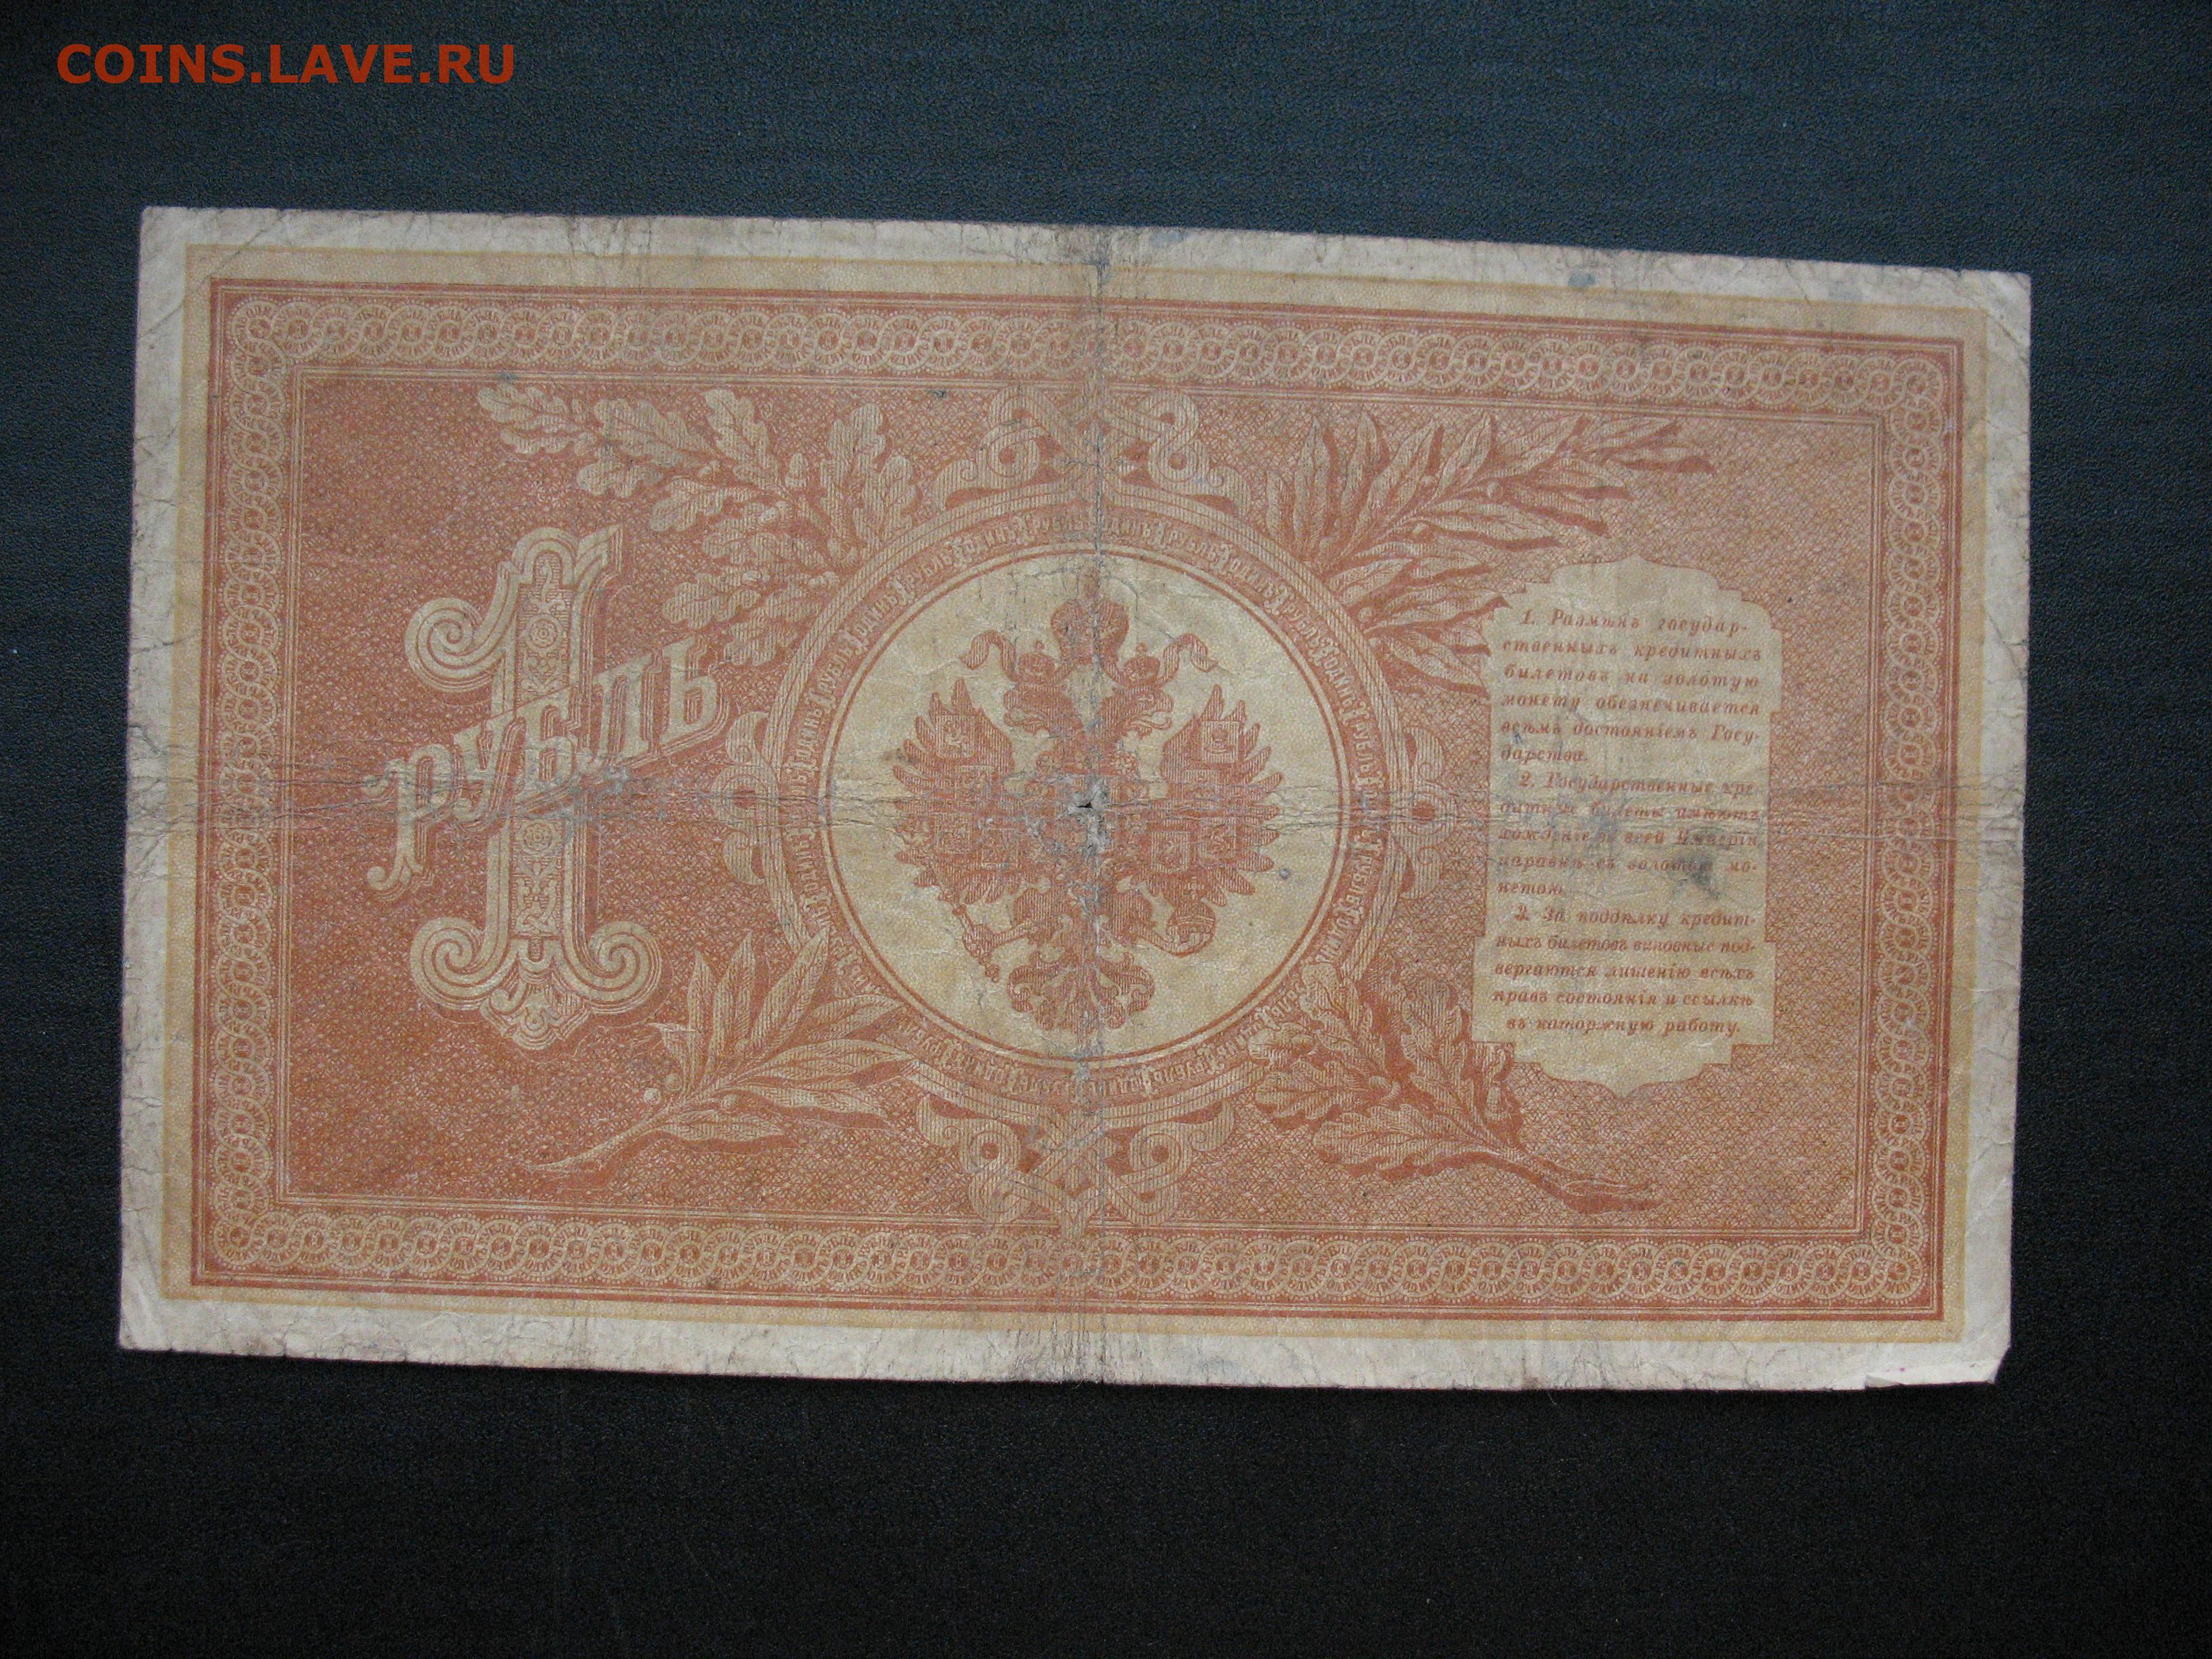 COINS.LAVE.RU
1
рубль
1. Размѣнъ государ-
ственныхъ кредитныхъ
билетовъ на золотую
монету обезпечивается
всѣмъ достояніемъ Госу-
дарства.
2. Государственные кре-
дитные билеты имѣютъ
хожденіе во всей Имперіи
наравнѣ съ золотою мо-
нетою.
3. За поддѣлку кредит-
ныхъ билетовъ виновные под-
вергаются лишенію всѣхъ
правъ состоянія и ссылкѣ
въ каторжную работу.